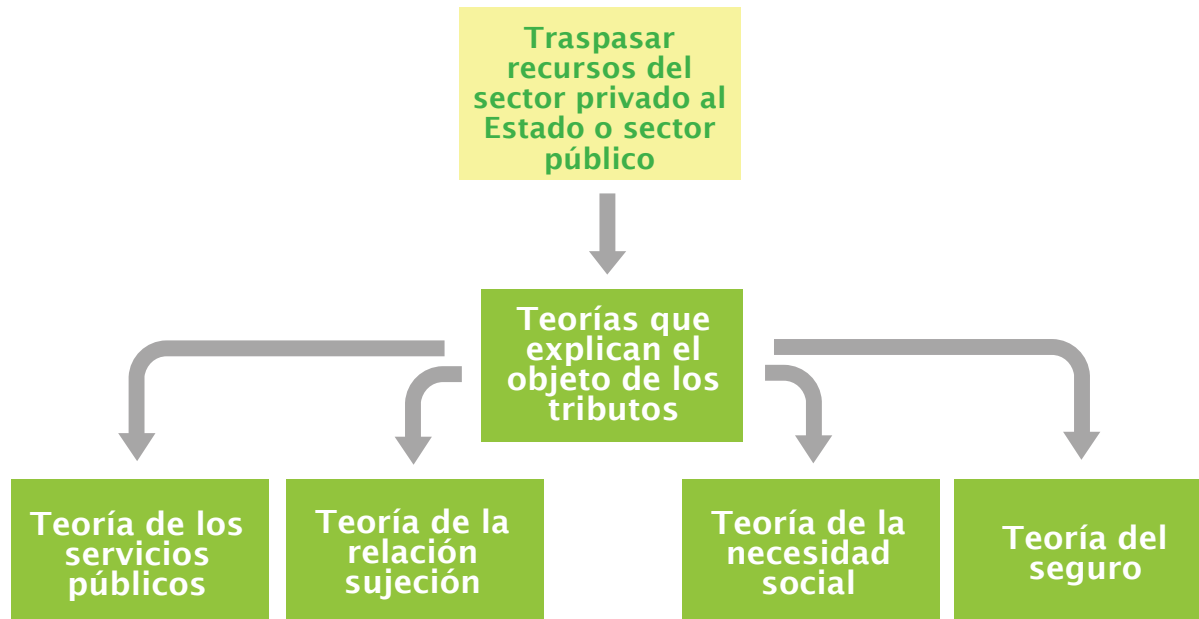 Traspasar
recursos del
sector privado al
Estado o sector
público
Teorías que
explican el
objeto de los
tributos
Teoría de los
servicios
públicos
Teoría de la
relación
sujeción
Teoría de la
necesidad
social
Teoría del
seguro